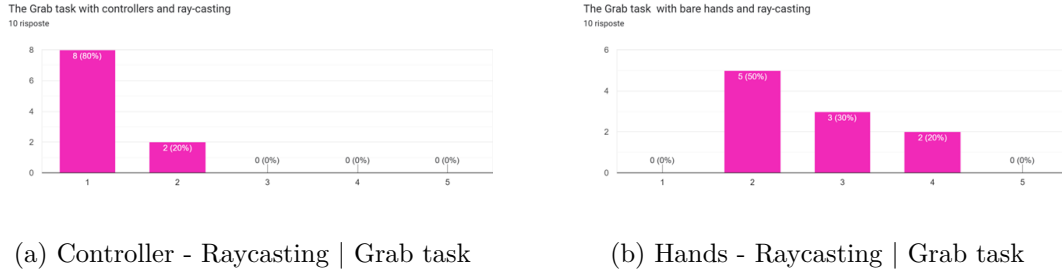 The Grab task with controllers and ray-casting
10 risposte
8
6
4
2
0
8 (80%)
2 (20%)
0 (0%)
0 (0%)
0 (0%)
1 2 3 4 5
(a) Controller - Raycasting | Grab task
The Grab task with bare hands and ray-casting
10 risposte
6
4
2
0
0 (0%)
5 (50%)
3 (30%)
2 (20%)
0 (0%)
1 2 3 4 5
(b) Hands - Raycasting | Grab task